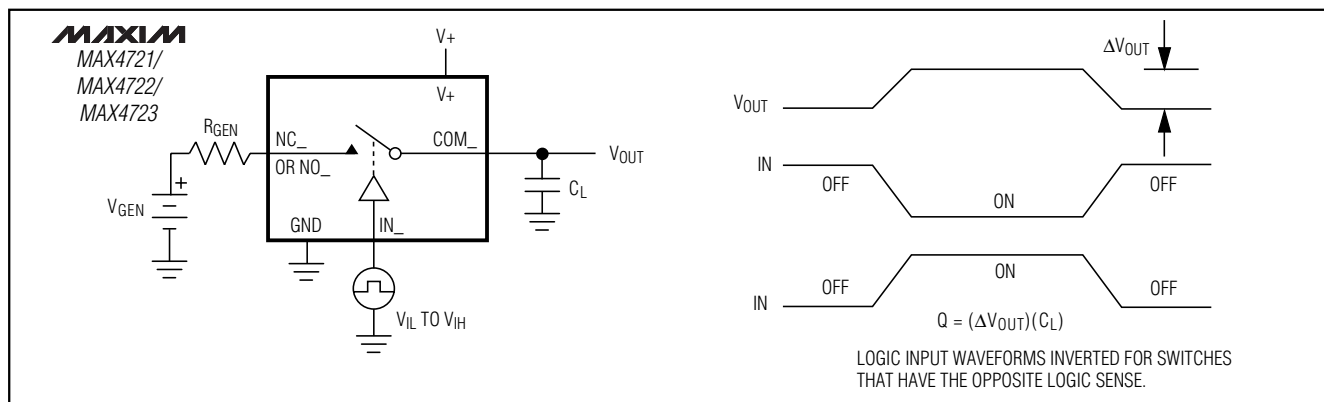 MAXIM
MAX4721/
MAX4722/
MAX4723
V+
V+
RGEN
NC_
OR NO_
COM_
VOUT
CL
+
VGEN
GND
IN_
VIL TO VIH
ΔVOUT
VOUT
IN
OFF
ON
OFF
IN
OFF
ON
OFF
Q = (ΔVOUT)(CL)
LOGIC INPUT WAVEFORMS INVERTED FOR SWITCHES
THAT HAVE THE OPPOSITE LOGIC SENSE.